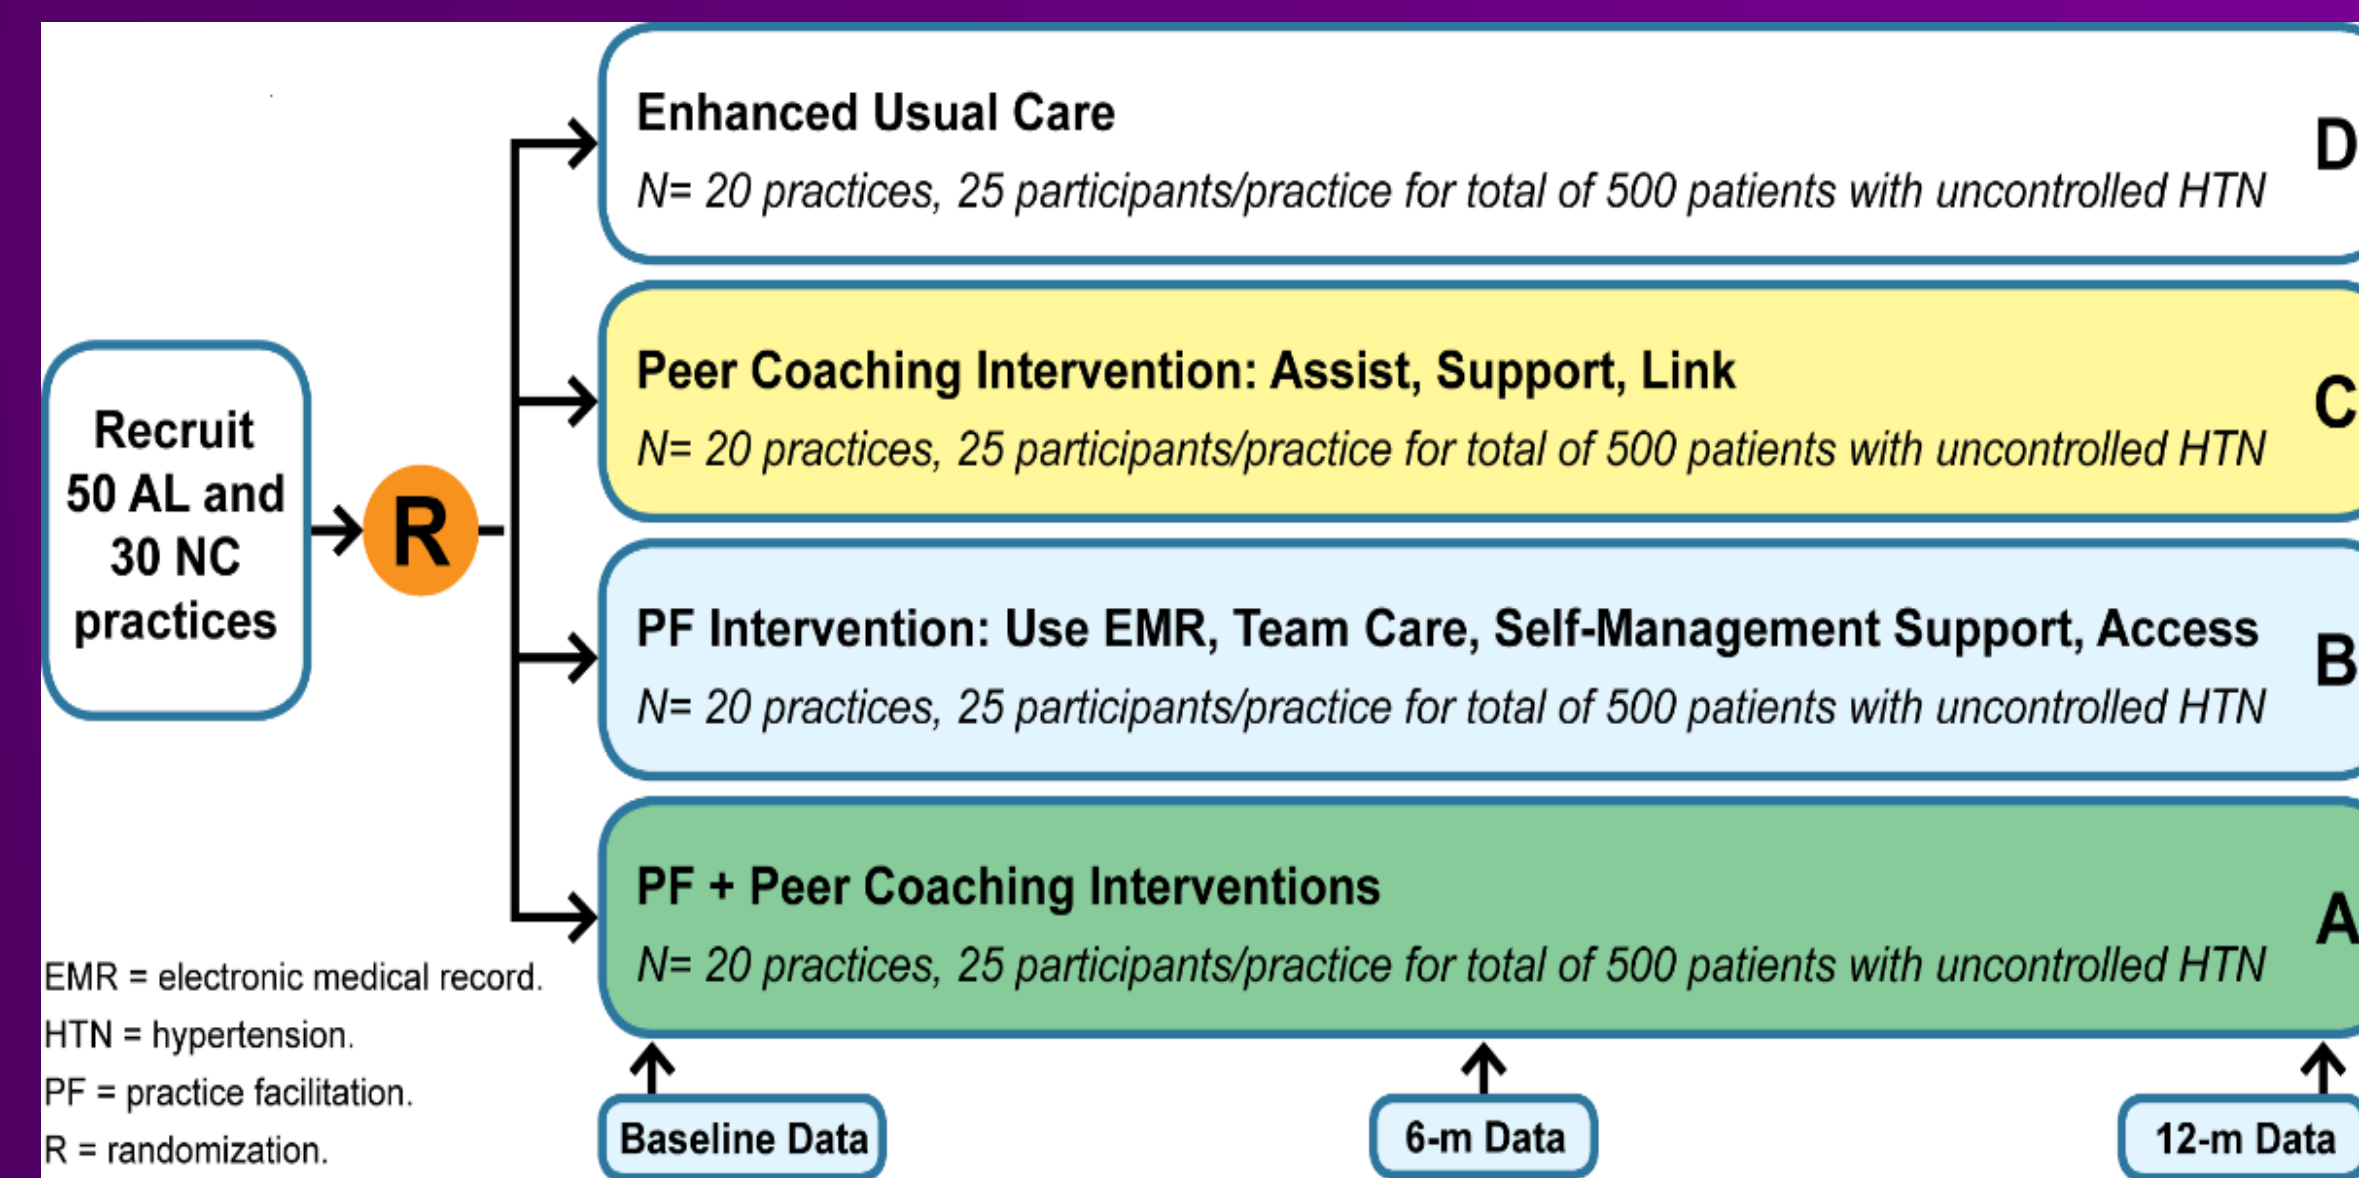 Recruit
50 AL and
30 NC
practices
R
Enhanced Usual Care
N= 20 practices, 25 participants/practice for total of 500 patients with uncontrolled HTN
D
Peer Coaching Intervention: Assist, Support, Link
N= 20 practices, 25 participants/practice for total of 500 patients with uncontrolled HTN
C
PF Intervention: Use EMR, Team Care, Self-Management Support, Access
N= 20 practices, 25 participants/practice for total of 500 patients with uncontrolled HTN
B
PF + Peer Coaching Interventions
N= 20 practices, 25 participants/practice for total of 500 patients with uncontrolled HTN
A
EMR = electronic medical record.
HTN = hypertension.
PF = practice facilitation.
R = randomization.
Baseline Data
6-m Data
12-m Data